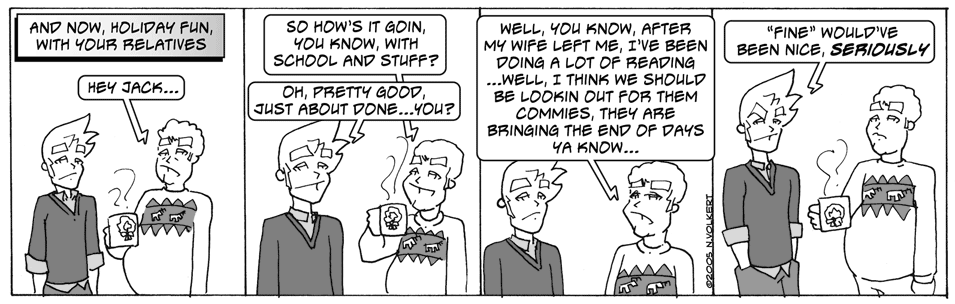 AND NOW, HOLIDAY FUN,
WITH YOUR RELATIVES
HEY JACK...
SO HOW'S IT GOIN,
YOU KNOW, WITH
SCHOOL AND STUFF?
OH, PRETTY GOOD,
JUST ABOUT DONE...YOU?
WELL, YOU KNOW, AFTER
MY WIFE LEFT ME, I'VE BEEN
DOING A LOT OF READING
...WELL, I THINK WE SHOULD
BE LOOKIN OUT FOR THEM
COMMIES, THEY ARE
BRINGING THE END OF DAYS
YA KNOW...
"FINE" WOULD'VE
BEEN NICE, SERIOUSLY
©2005 N.VOLKERT